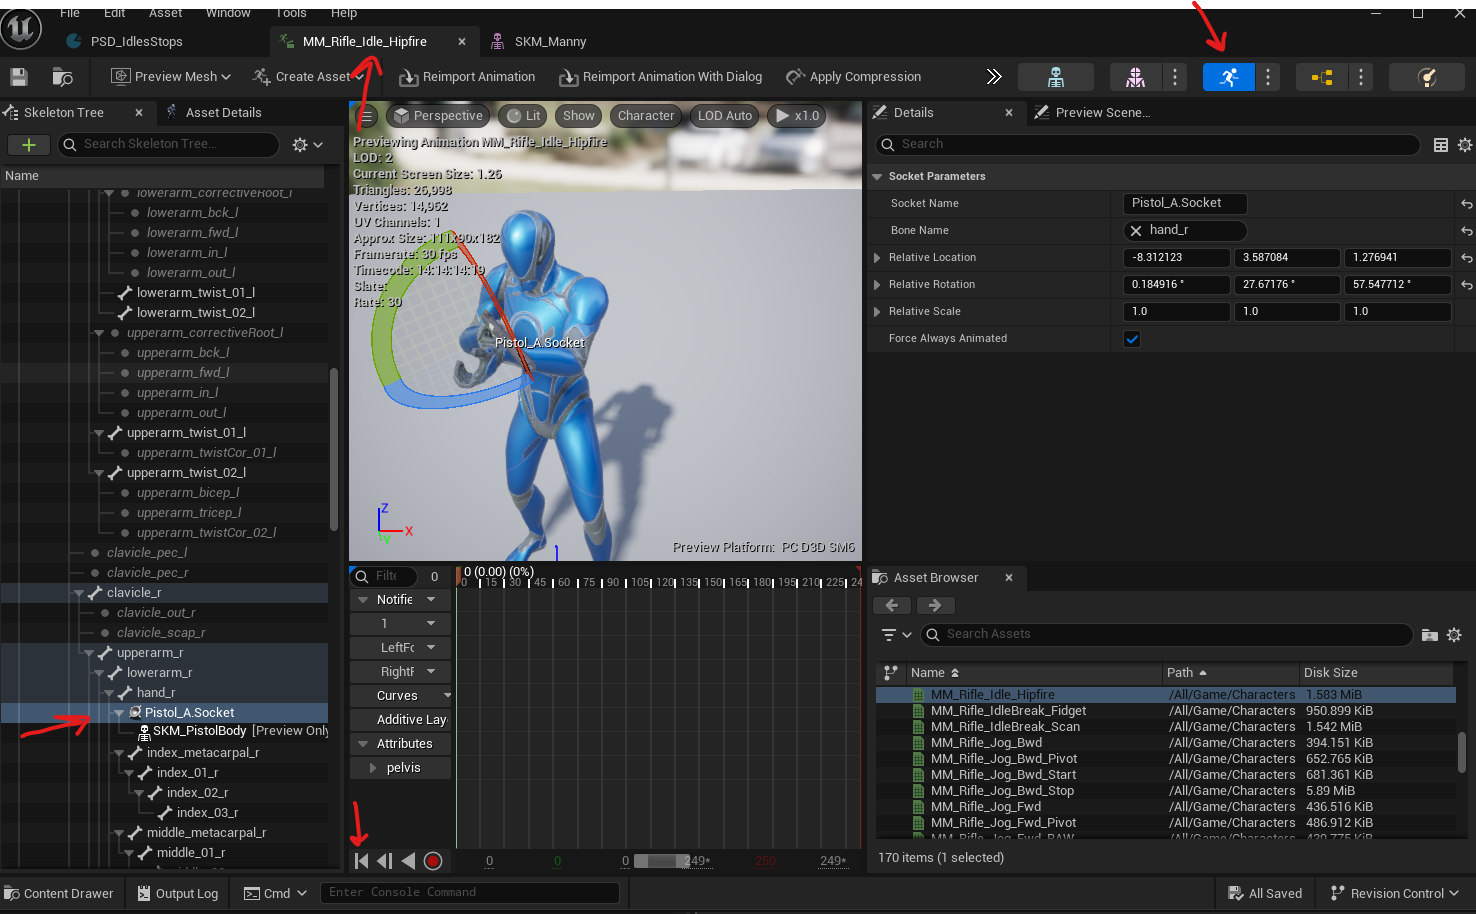 File Edit Asset Window Tools Help
PSD_IdlesStops
MM_Rifle_Idle_Hipfire
SKM_Manny
Preview Mesh
Create Asset
Reimport Animation
Reimport Animation With Dialog
Apply Compression
Skeleton Tree
Asset Details
Search Skeleton Tree...
Name
lowerarm_correctiveRoot_l
lowerarm_bck_l
lowerarm_fwd_l
lowerarm_in_l
lowerarm_out_l
lowerarm_twist_01_l
lowerarm_twist_02_l
upperarm_correctiveRoot_l
upperarm_bck_l
upperarm_fwd_l
upperarm_in_l
upperarm_out_l
upperarm_twist_01_l
upperarm_twistCor_01_l
upperarm_twist_02_l
upperarm_bicep_l
upperarm_tricep_l
upperarm_twistCor_02_l
clavicle_pec_l
clavicle_pec_r
clavicle_r
clavicle_out_r
clavicle_scap_r
upperarm_r
lowerarm_r
hand_r
Pistol_A.Socket
SKM_PistolBody [Preview Only
index_metacarpal_r
index_01_r
index_02_r
index_03_r
middle_metacarpal_r
middle_01_r
Perspective Lit Show Character LOD Auto x1.0
Previewing Animation MM_Rifle_Idle_Hipfire
LOD: 2
Current Screen Size: 1.26
Triangles: 26,998
Vertices: 14,962
UV Channels: 1
Approx Size: 111x90x182
Framerate: 30 fps
Timecode: 14:14:14:19
Slate:
Rate: 30
Pistol_A.Socket
Z
X
Y
Preview Platform: PC D3D SM6
Filte 0
0 (0.00) (0%)
0 15 30 45 60 75 90 105 120 135 150 165 180 195 210 225 24
Notifie
1
LeftFc
RightF
Curves
Additive Lay
Attributes
pelvis
0 0 0 249* 250 249*
Details
Preview Scene...
Search
Socket Parameters
Socket Name Pistol_A.Socket
Bone Name hand_r
Relative Location -8.312123 3.587084 1.276941
Relative Rotation 0.184916 ° 27.67176 ° 57.547712 °
Relative Scale 1.0 1.0 1.0
Force Always Animated
Asset Browser
Search Assets
Name Path Disk Size
MM_Rifle_Idle_Hipfire /All/Game/Characters 1.583 MiB
MM_Rifle_IdleBreak_Fidget /All/Game/Characters 950.899 KiB
MM_Rifle_IdleBreak_Scan /All/Game/Characters 1.542 MiB
MM_Rifle_Jog_Bwd /All/Game/Characters 394.151 KiB
MM_Rifle_Jog_Bwd_Pivot /All/Game/Characters 652.765 KiB
MM_Rifle_Jog_Bwd_Start /All/Game/Characters 681.361 KiB
MM_Rifle_Jog_Bwd_Stop /All/Game/Characters 5.89 MiB
MM_Rifle_Jog_Fwd /All/Game/Characters 436.516 KiB
MM_Rifle_Jog_Fwd_Pivot /All/Game/Characters 486.912 KiB
MM_Rifle_Jog_Fwd_RAW /All/Game/Characters 439.775 KiB
170 items (1 selected)
Content Drawer
Output Log
Cmd
Enter Console Command
All Saved
Revision Control